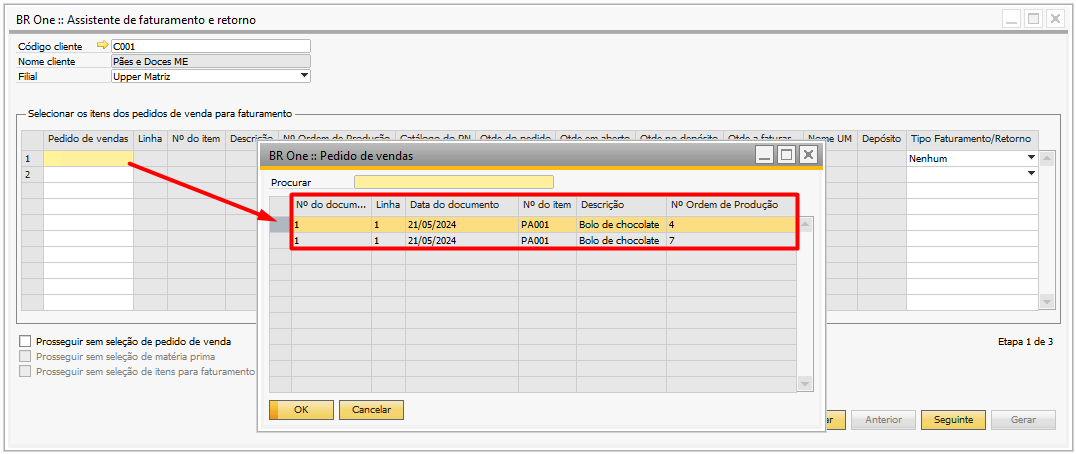 BR One :: Assistente de faturamento e retorno
Código cliente C001
Nome cliente Pães e Doces ME
Filial Upper Matriz
Selecionar os itens dos pedidos de venda para faturamento
Pedido de vendas Linha Nº do item Descrição Nº Ordem de Produção Catálogo do PN Qtde do pedido Qtde em aberto Qtde no depósito Qtde a faturar Nome UM Depósito Tipo Faturamento/Retorno
1 Nenhum
2
BR One :: Pedido de vendas
Procurar
Nº do docum... Linha Data do documento Nº do item Descrição Nº Ordem de Produção
1 1 21/05/2024 PA001 Bolo de chocolate 4
1 1 21/05/2024 PA001 Bolo de chocolate 7
OK Cancelar
Prosseguir sem seleção de pedido de venda
Prosseguir sem seleção de matéria prima
Prosseguir sem seleção de itens para faturamento
Etapa 1 de 3
ar Anterior Seguinte Gerar